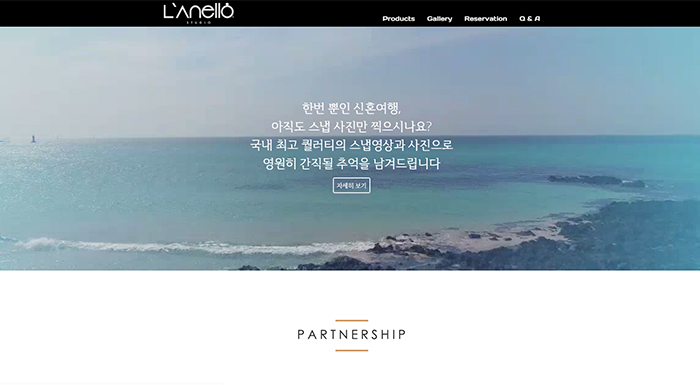 L'Anelló
STUDIO
Products Gallery Reservation Q & A
한번 뿐인 신혼여행,
아직도 스냅 사진만 찍으시나요?
국내 최고 퀄러티의 스냅영상과 사진으로
영원히 간직될 추억을 남겨드립니다
자세히 보기
PARTNERSHIP